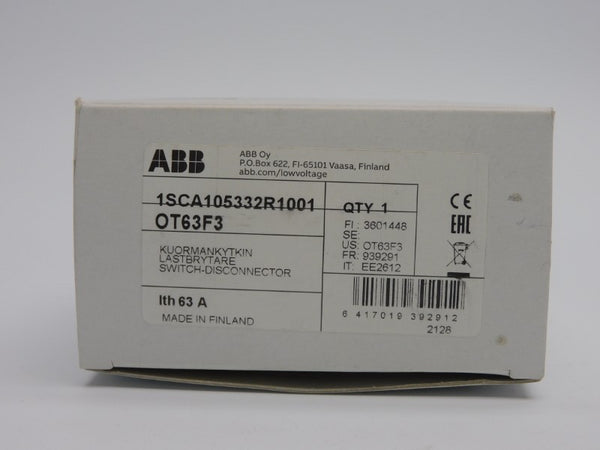 ABB
ABB Oy
P.O.Box 622, FI-65101 Vaasa, Finland
abb.com/lowvoltage
1SCA105332R1001
OT63F3
KUORMANKYTKIN
LASTBRYTARE
SWITCH-DISCONNECTOR
Ith 63 A
MADE IN FINLAND
QTY 1
FI : 3601448
SE:
US: OT63F3
FR: 939291
IT: EE2612
CE
EAC
6 417019 392912
2128